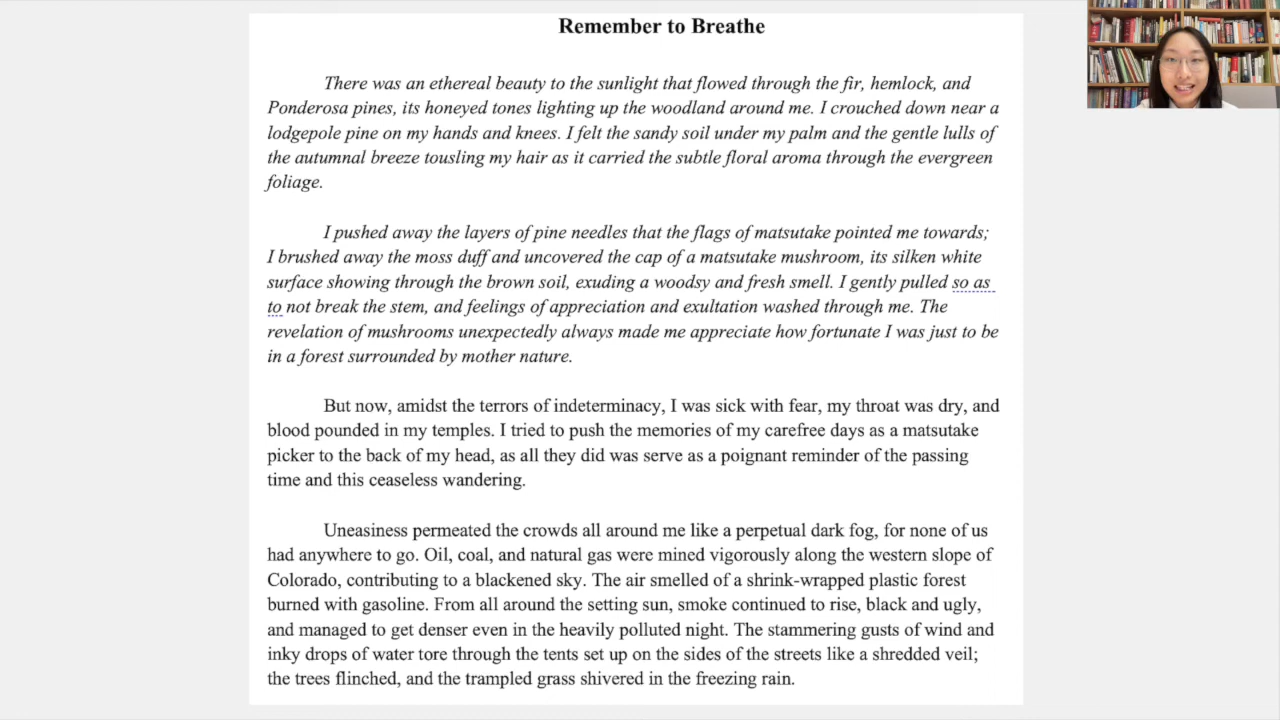 Remember to Breathe
There was an ethereal beauty to the sunlight that flowed through the fir, hemlock, and
Ponderosa pines, its honeyed tones lighting up the woodland around me. I crouched down near a
lodgepole pine on my hands and knees. I felt the sandy soil under my palm and the gentle lulls of
the autumnal breeze tousling my hair as it carried the subtle floral aroma through the evergreen
foliage.
I pushed away the layers of pine needles that the flags of matsutake pointed me towards;
I brushed away the moss duff and uncovered the cap of a matsutake mushroom, its silken white
surface showing through the brown soil, exuding a woodsy and fresh smell. I gently pulled so as
to not break the stem, and feelings of appreciation and exultation washed through me. The
revelation of mushrooms unexpectedly always made me appreciate how fortunate I was just to be
in a forest surrounded by mother nature.
But now, amidst the terrors of indeterminacy, I was sick with fear, my throat was dry, and
blood pounded in my temples. I tried to push the memories of my carefree days as a matsutake
picker to the back of my head, as all they did was serve as a poignant reminder of the passing
time and this ceaseless wandering.
Uneasiness permeated the crowds all around me like a perpetual dark fog, for none of us
had anywhere to go. Oil, coal, and natural gas were mined vigorously along the western slope of
Colorado, contributing to a blackened sky. The air smelled of a shrink-wrapped plastic forest
burned with gasoline. From all around the setting sun, smoke continued to rise, black and ugly,
and managed to get denser even in the heavily polluted night. The stammering gusts of wind and
inky drops of water tore through the tents set up on the sides of the streets like a shredded veil;
the trees flinched, and the trampled grass shivered in the freezing rain.